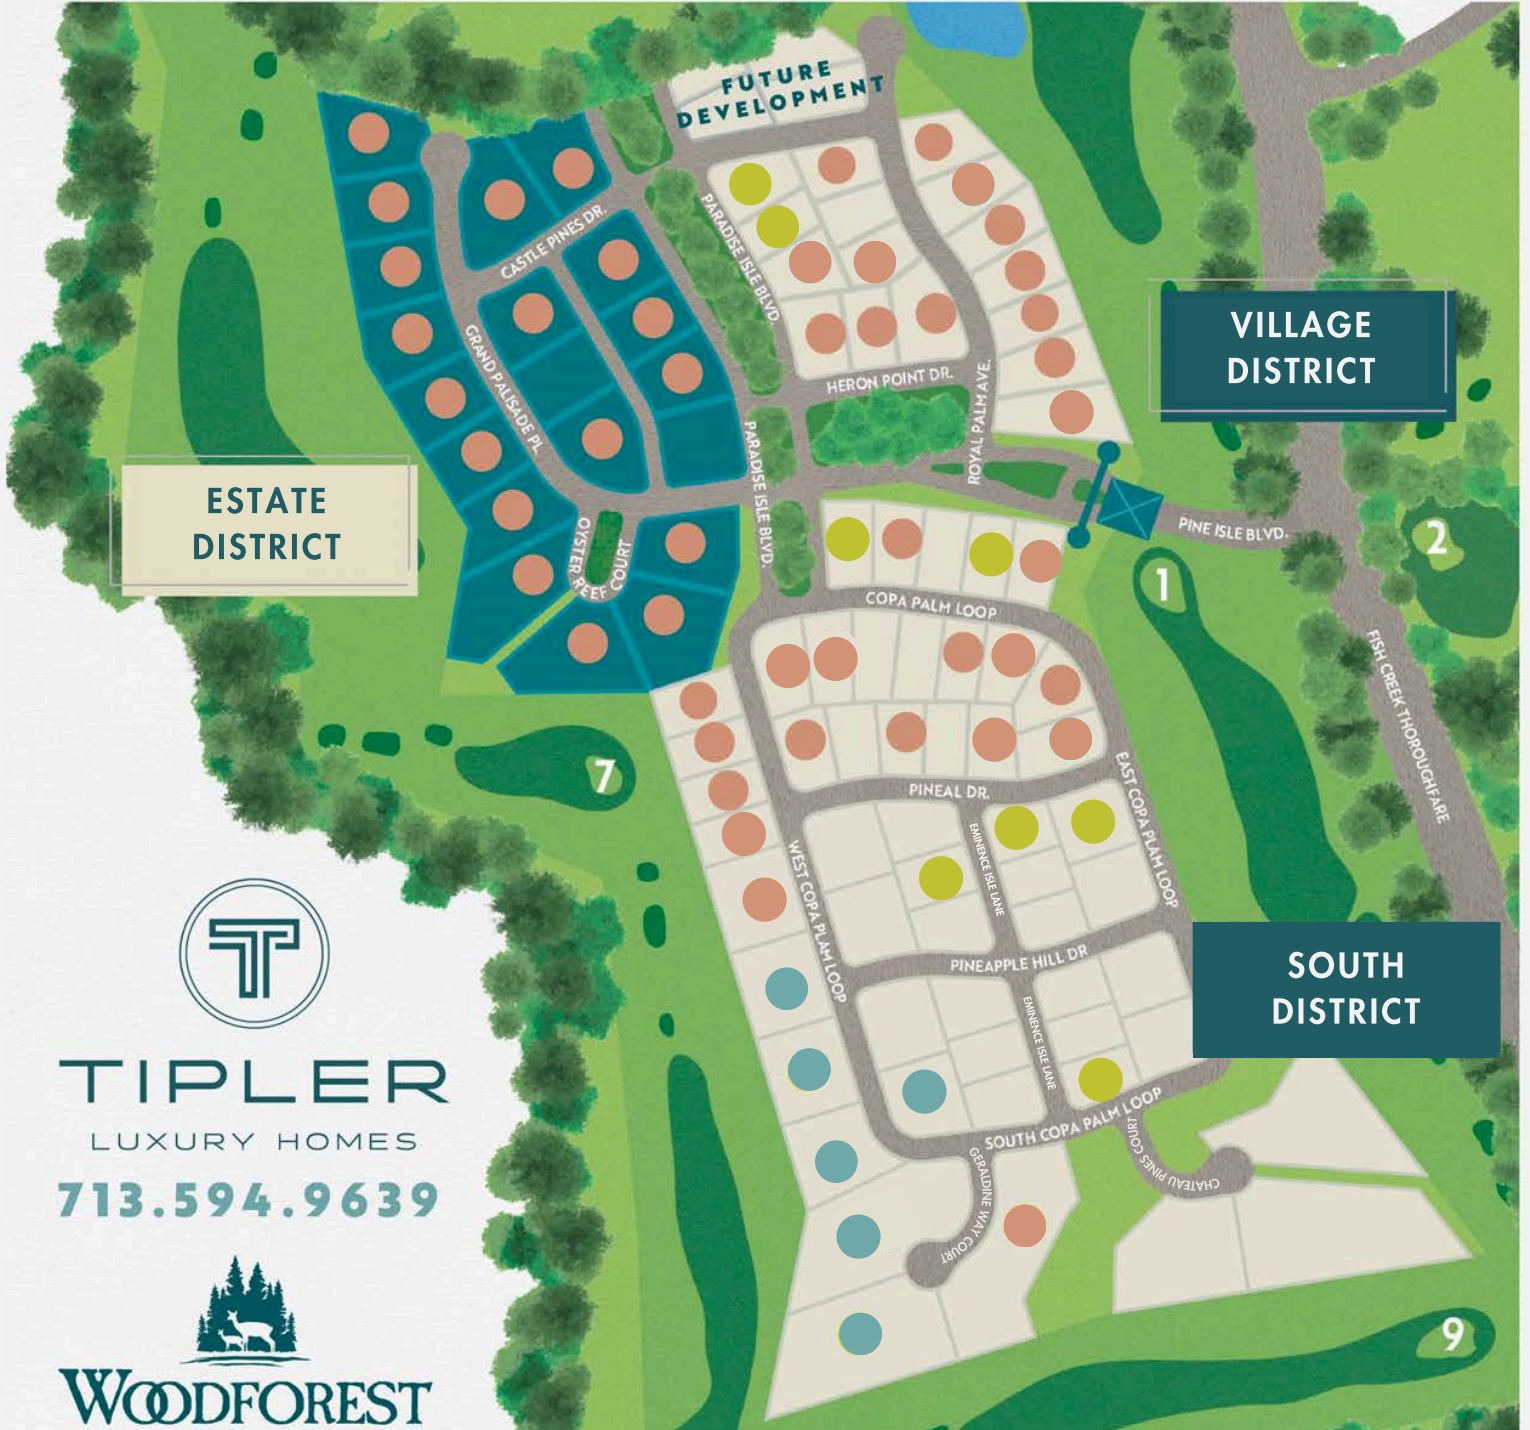 FUTURE
DEVELOPMENT
CASTLE PINES DR.
PARADISE ISLE BLVD.
GRAND PALISADE PL.
HERON POINT DR.
ROYAL PALM AVE.
VILLAGE
DISTRICT
ESTATE
DISTRICT
PARADISE ISLE BLVD.
OYSTER REEF COURT
PINE ISLE BLVD.
2
1
COPA PALM LOOP
FISH CREEK THOROUGHFARE
7
PINEAL DR.
EAST COPA PLAM LOOP
EMINENCE ISLE LANE
WEST COPA PLAM LOOP
PINEAPPLE HILL DR
SOUTH
DISTRICT
EMINENCE ISLE LANE
SOUTH COPA PALM LOOP
GERALDINE WAY COURT
CHATEAU PINES COURT
9
T
TIPLER
LUXURY HOMES
713.594.9639
WOODFOREST